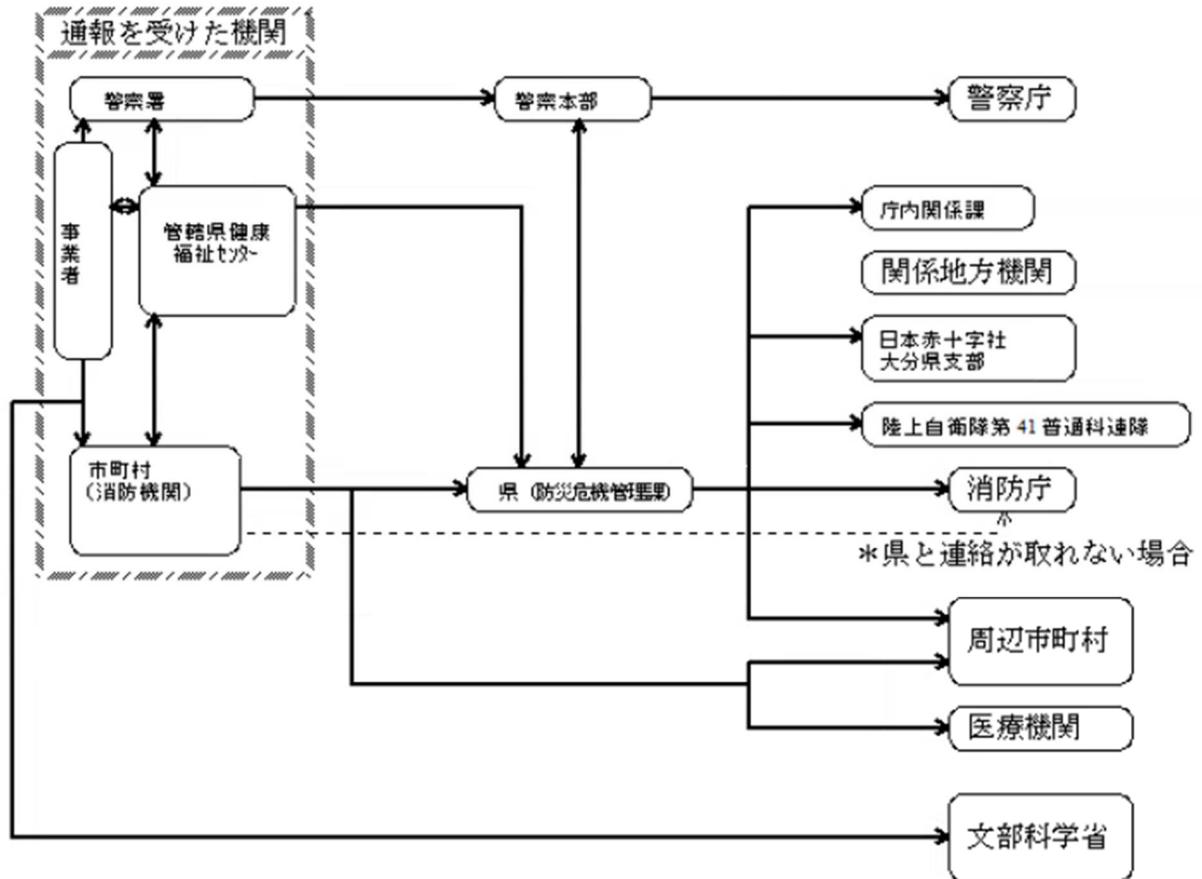 通報を受けた機関
警察署
警察本部
警察庁
事業者
管轄県健康
福祉ｾﾝﾀｰ
庁内関係課
関係地方機関
日本赤十字社
大分県支部
陸上自衛隊第 41 普通科連隊
市町村
（消防機関）
県（防災危機管理課）
消防庁
＊県と連絡が取れない場合
周辺市町村
医療機関
文部科学省